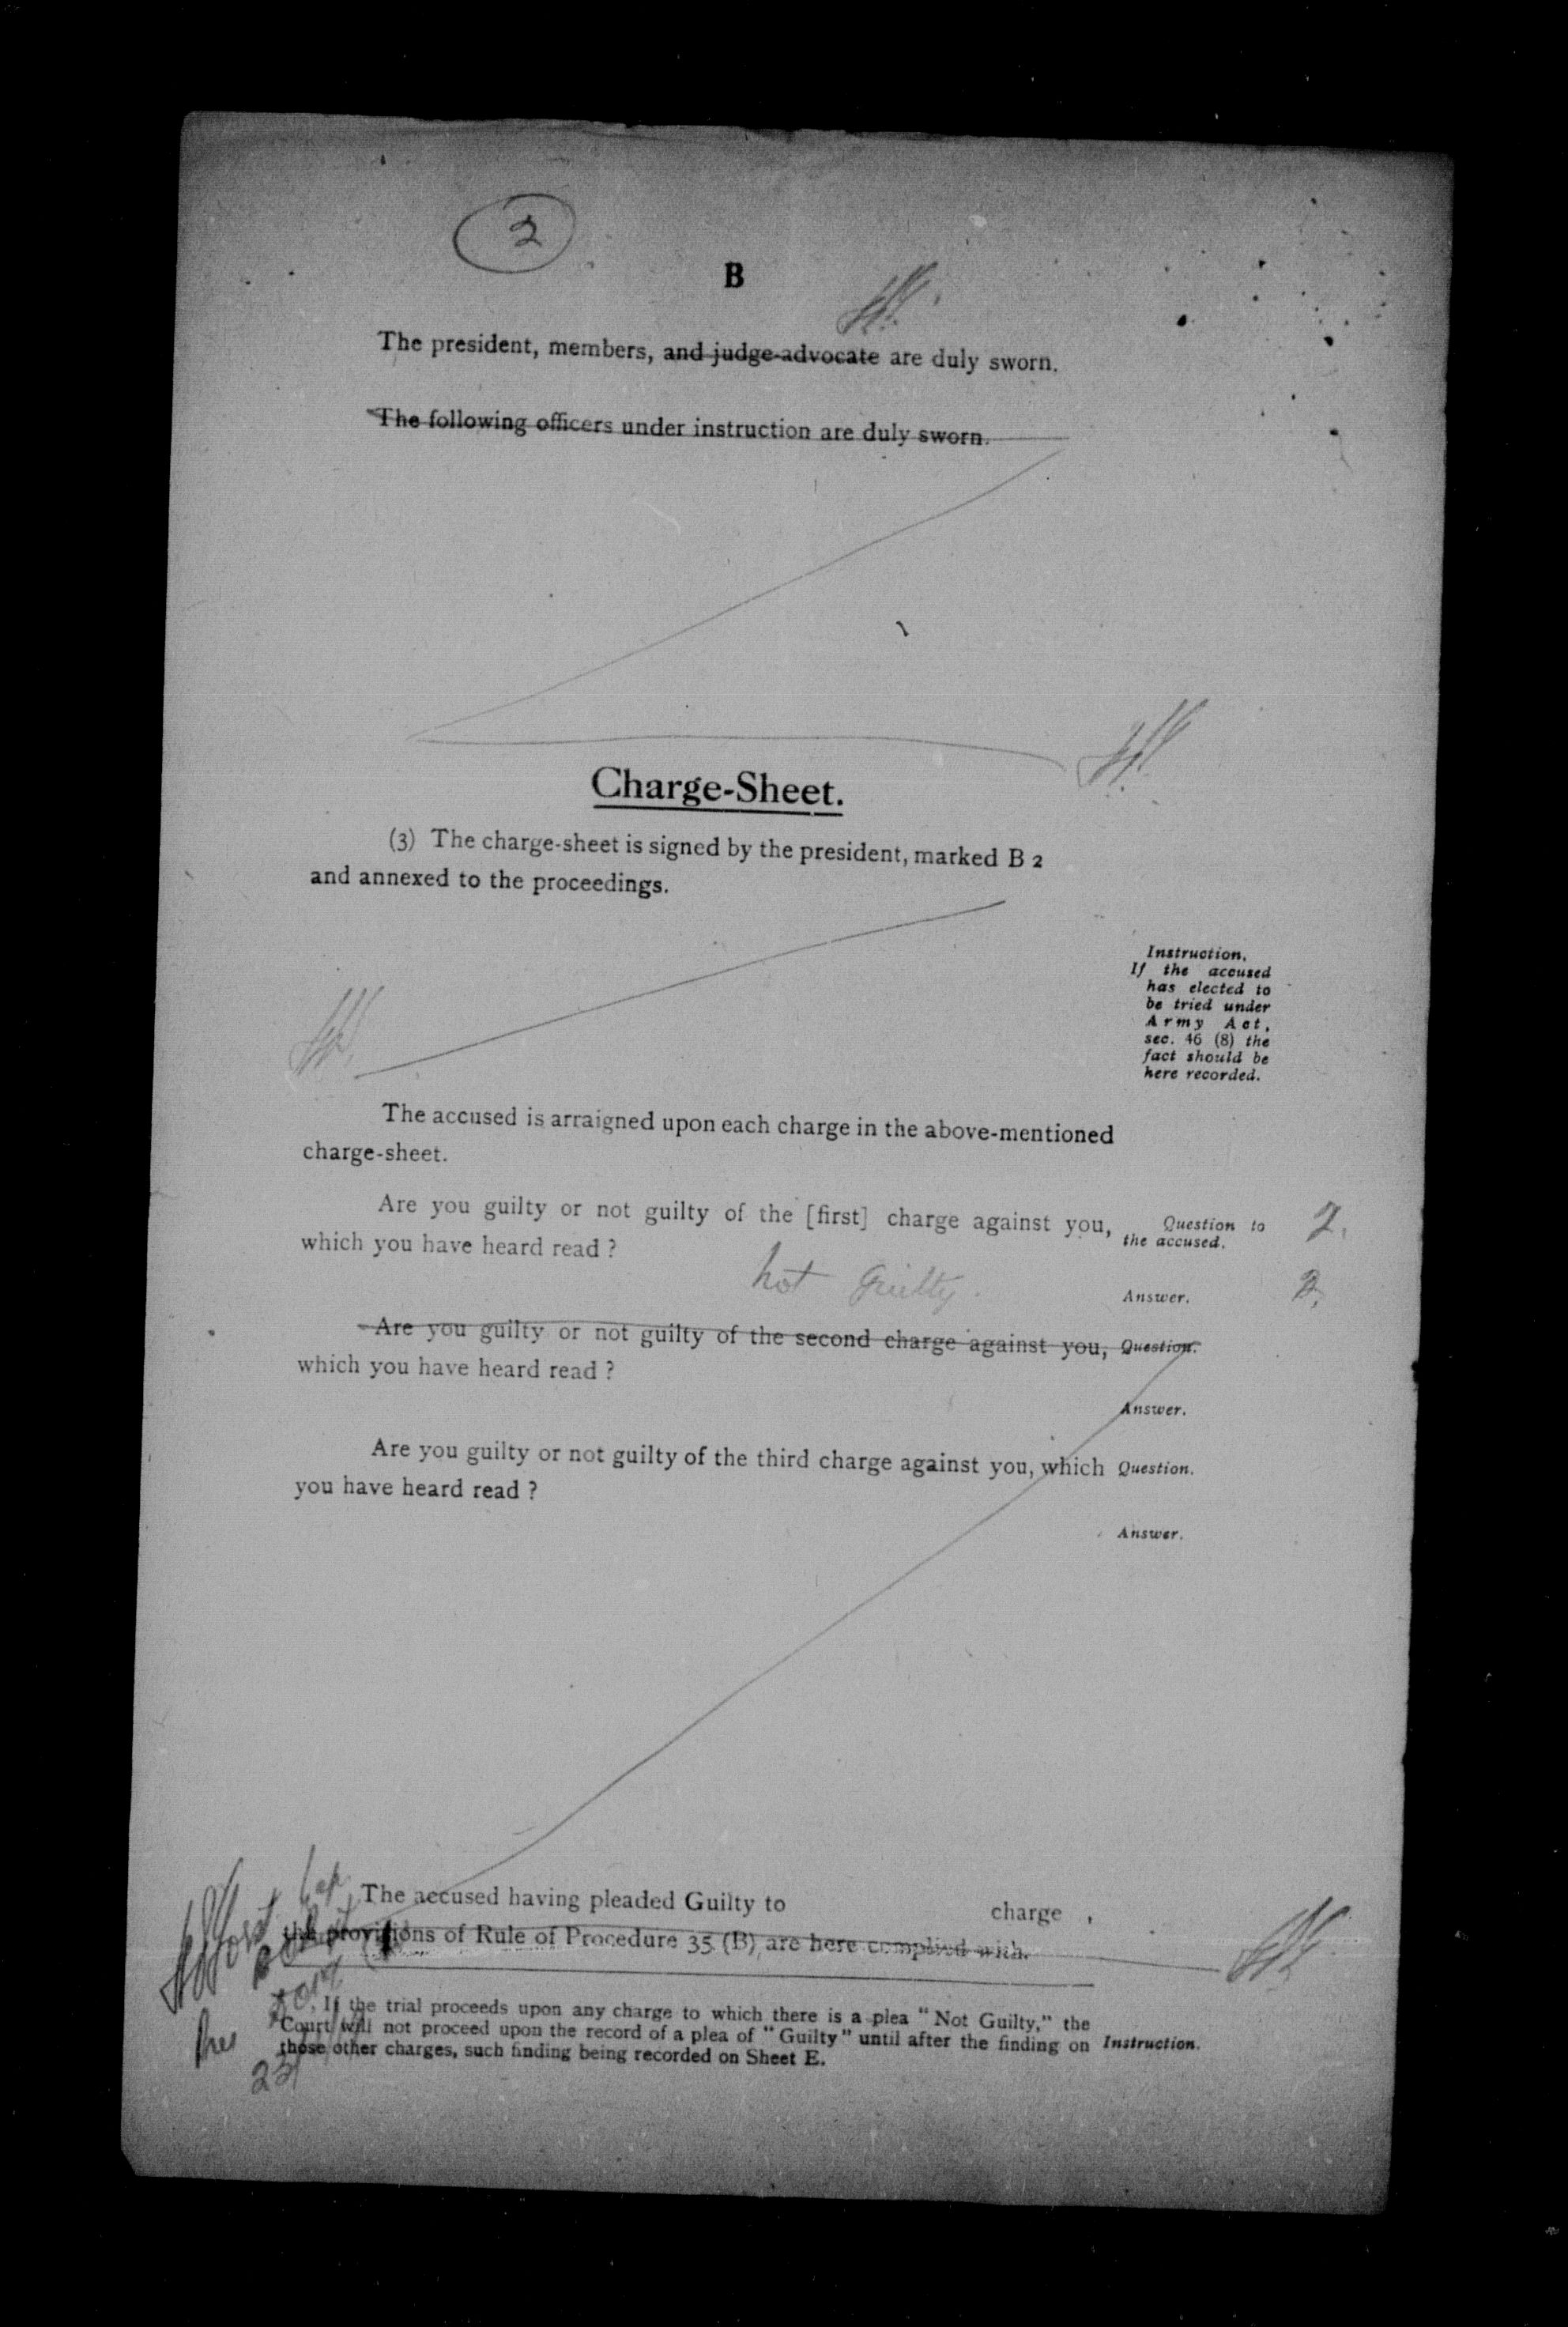 2
B
The president, members, and judge-advocate are duly sworn.
The following officers under instruction are duly sworn.
Charge-Sheet.
(3) The charge-sheet is signed by the president, marked B 2
and annexed to the proceedings.
Instruction.
If the accused
has elected to
be tried under
Army Act,
sec. 46 (8) the
fact should be
here recorded.
The accused is arraigned upon each charge in the above-mentioned
charge-sheet.
Are you guilty or not guilty of the [first] charge against you,
which you have heard read ?
Question to
the accused.
2.
not Guilty.
Answer.
2.
Are you guilty or not guilty of the second charge against you,
Question.
which you have heard read ?
Answer.
Are you guilty or not guilty of the third charge against you, which
Question.
you have heard read ?
Answer.
The accused having pleaded Guilty to charge ,
the provisions of Rule of Procedure 35 (B) are here complied with.
If the trial proceeds upon any charge to which there is a plea "Not Guilty," the
Court will not proceed upon the record of a plea of "Guilty" until after the finding on
Instruction.
those other charges, such finding being recorded on Sheet E.